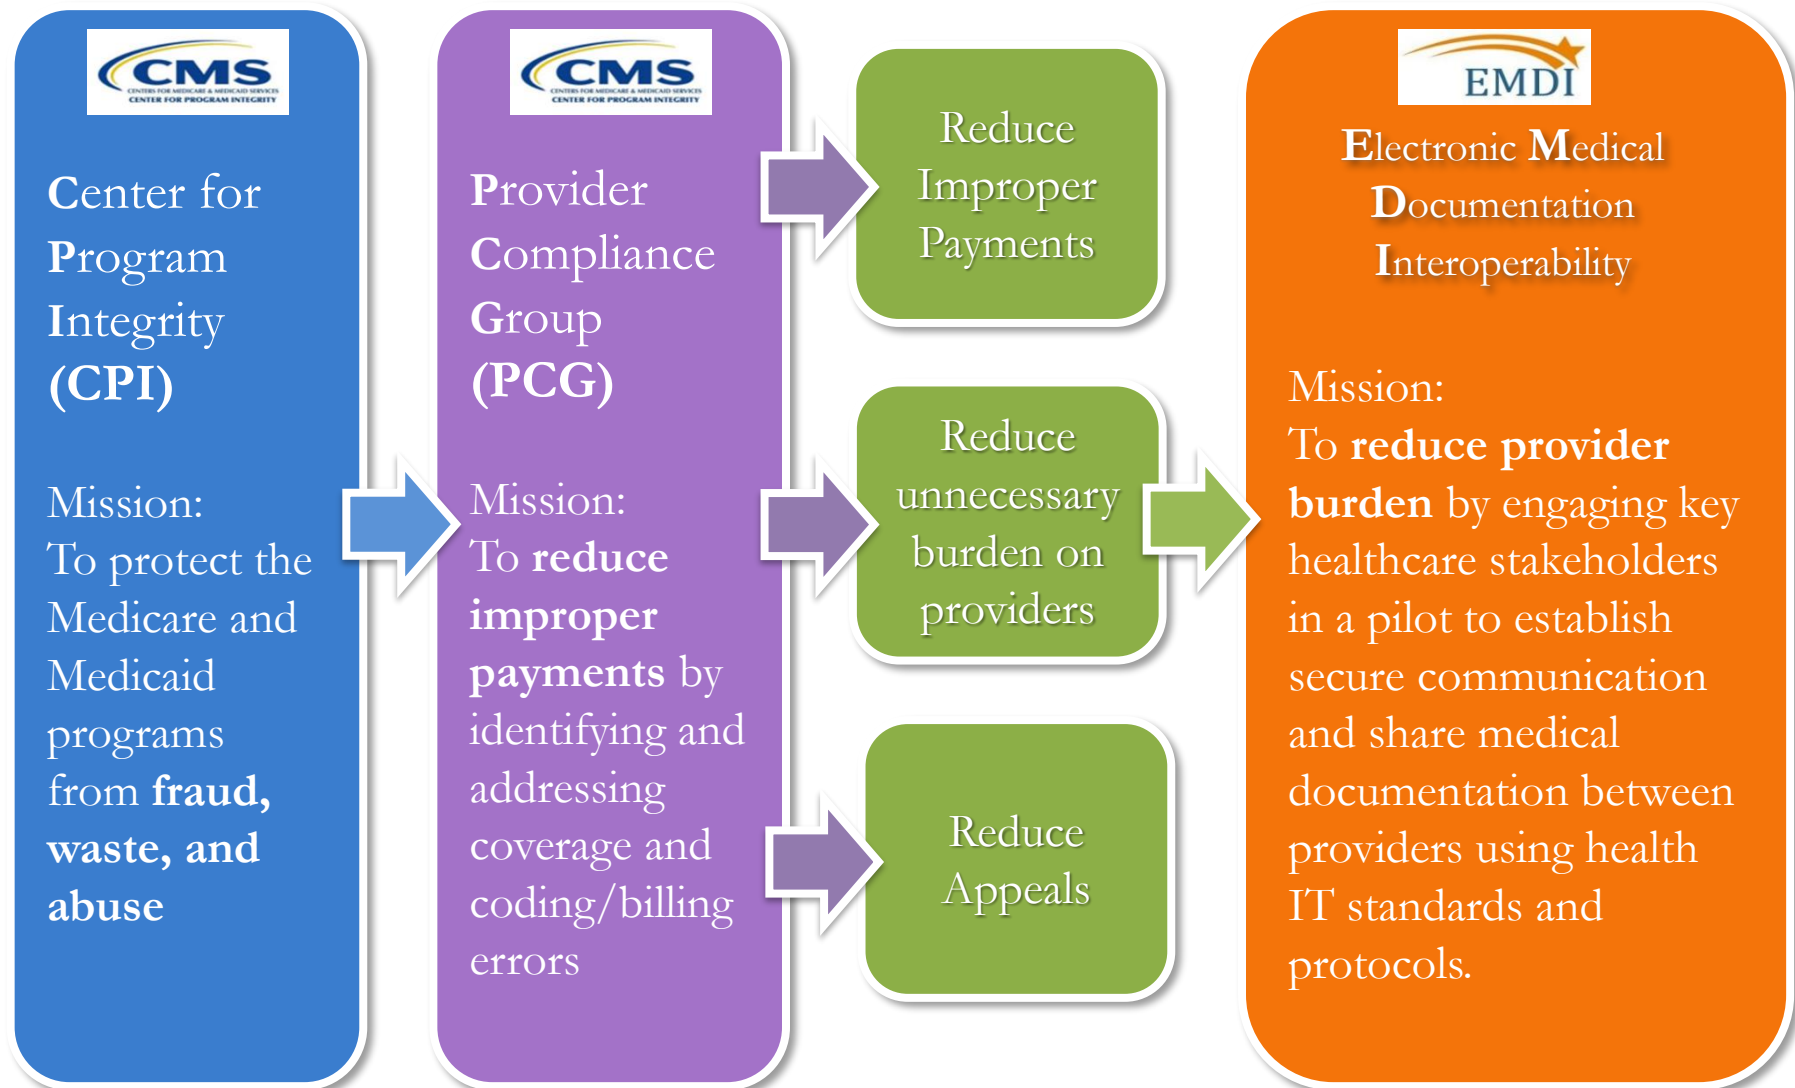 CMS
CENTERS FOR MEDICARE & MEDICAID SERVICES
CENTER FOR PROGRAM INTEGRITY
Center for
Program
Integrity
(CPI)
Mission:
To protect the
Medicare and
Medicaid
programs
from fraud,
waste, and
abuse
CMS
CENTERS FOR MEDICARE & MEDICAID SERVICES
CENTER FOR PROGRAM INTEGRITY
Provider
Compliance
Group
(PCG)
Mission:
To reduce
improper
payments by
identifying and
addressing
coverage and
coding/billing
errors
Reduce
Improper
Payments
Reduce
unnecessary
burden on
providers
Reduce
Appeals
EMDI
Electronic Medical
Documentation
Interoperability
Mission:
To reduce provider
burden by engaging key
healthcare stakeholders
in a pilot to establish
secure communication
and share medical
documentation between
providers using health
IT standards and
protocols.